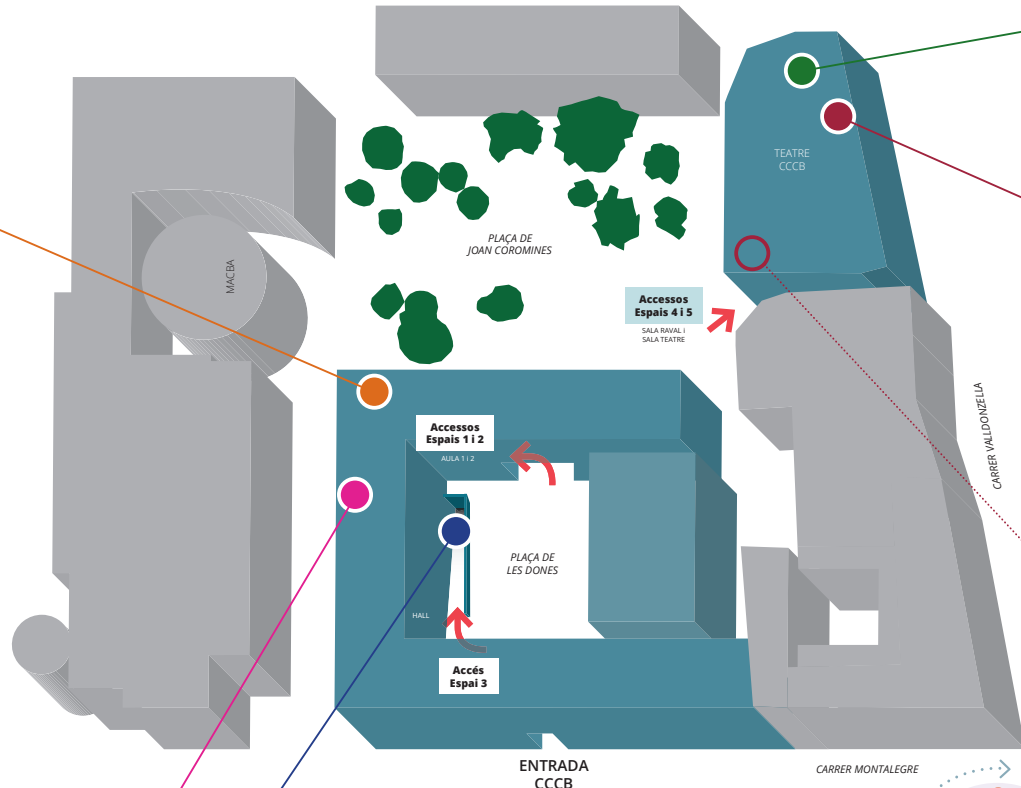 TEATRE
CCCB
PLAÇA DE
JOAN COROMINES
MACBA
Accessos
Espais 4 i 5
SALA RAVAL i
SALA TEATRE
CARRER VALLDONZELLA
Accessos
Espais 1 i 2
AULA 1 i 2
PLAÇA DE
LES DONES
HALL
Accés
Espai 3
ENTRADA
CCCB
CARRER MONTALEGRE